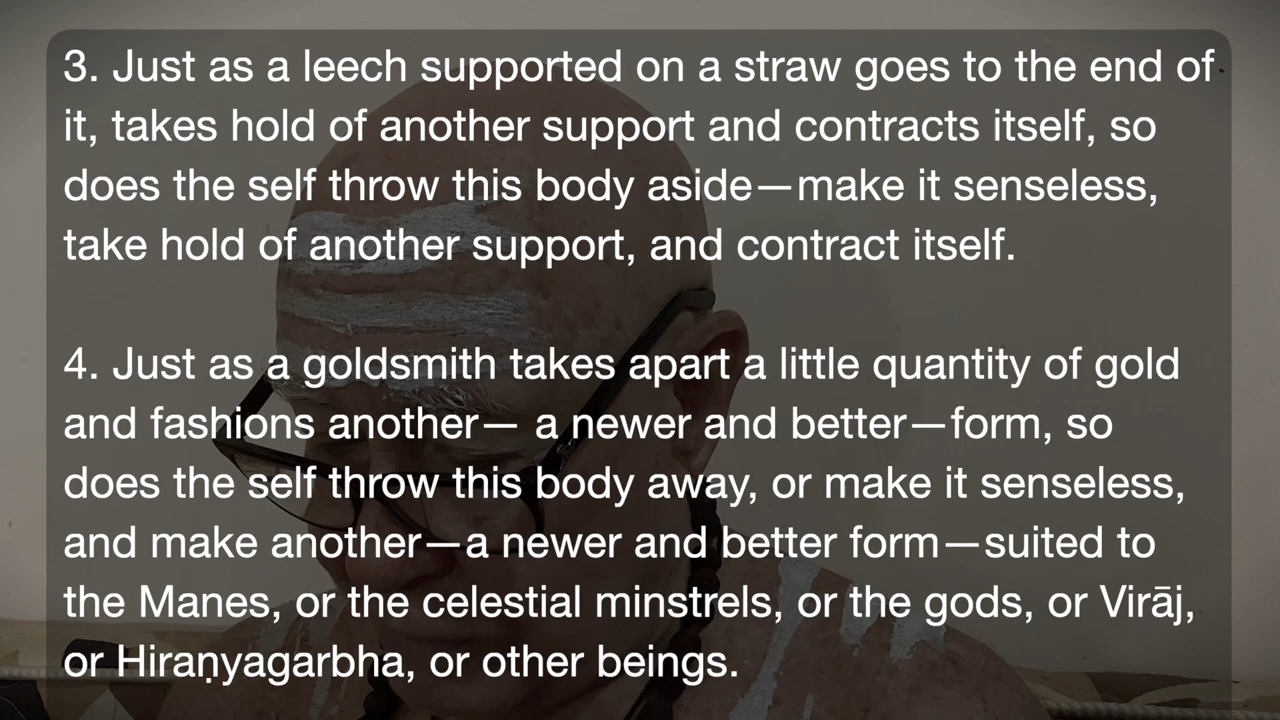 3. Just as a leech supported on a straw goes to the end of
it, takes hold of another support and contracts itself, so
does the self throw this body aside—make it senseless,
take hold of another support, and contract itself.
4. Just as a goldsmith takes apart a little quantity of gold
and fashions another— a newer and better—form, so
does the self throw this body away, or make it senseless,
and make another—a newer and better form—suited to
the Manes, or the celestial minstrels, or the gods, or Virāj,
or Hiraṇyagarbha, or other beings.